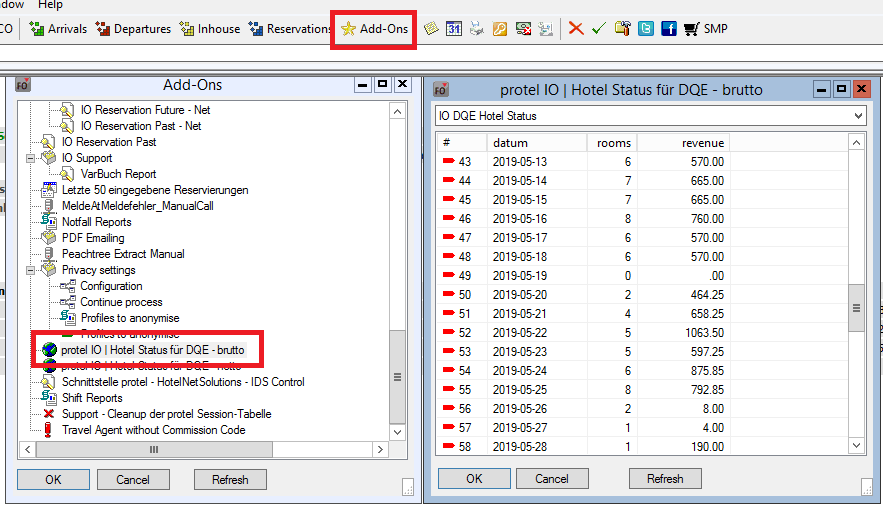 ndow Help
CO Arrivals Departures Inhouse Reservations Add-Ons 31 SMP
FO Add-Ons
IO Reservation Future - Net
IO Reservation Past - Net
IO Reservation Past
IO Support
VarBuch Report
Letzte 50 eingegebene Reservierungen
MeldeAtMeldefehler_ManualCall
Notfall Reports
PDF Emailing
Peachtree Extract Manual
Privacy settings
Configuration
Continue process
Profiles to anonymise
Profiles to anonymise
protel IO | Hotel Status für DQE - brutto
protel IO | Hotel Status für DQE - netto
Schnittstelle protel - HotelNetSolutions - IDS Control
Shift Reports
Support - Cleanup der protel Session-Tabelle
Travel Agent without Commission Code
OK Cancel Refresh
FO protel IO | Hotel Status für DQE - brutto
IO DQE Hotel Status
# datum rooms revenue
43 2019-05-13 6 570.00
44 2019-05-14 7 665.00
45 2019-05-15 7 665.00
46 2019-05-16 8 760.00
47 2019-05-17 6 570.00
48 2019-05-18 6 570.00
49 2019-05-19 0 .00
50 2019-05-20 2 464.25
51 2019-05-21 4 658.25
52 2019-05-22 5 1063.50
53 2019-05-23 5 597.25
54 2019-05-24 6 875.85
55 2019-05-25 8 792.85
56 2019-05-26 2 8.00
57 2019-05-27 1 4.00
58 2019-05-28 1 190.00
OK Cancel Refresh